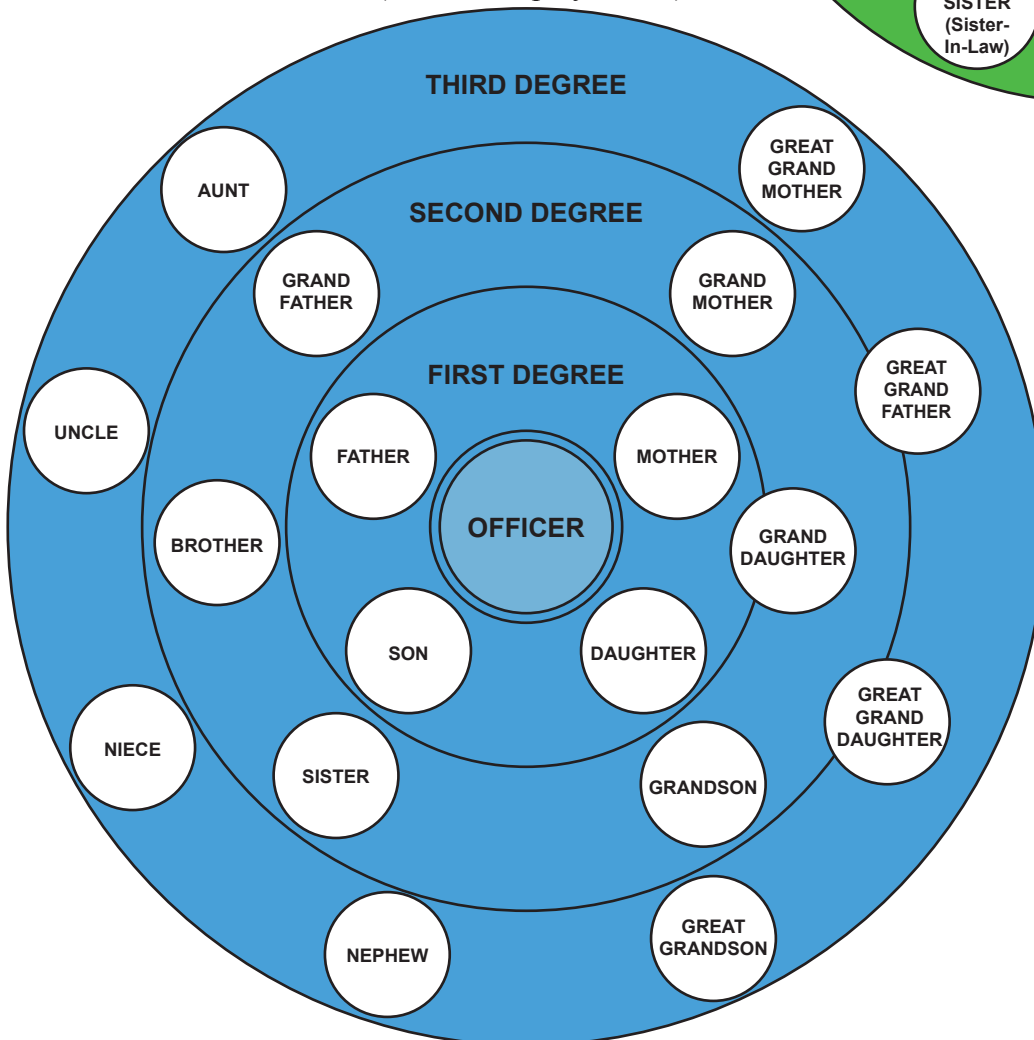 SISTER
(Sister-
In-Law)
THIRD DEGREE
AUNT
GREAT
GRAND
MOTHER
SECOND DEGREE
GRAND
FATHER
GRAND
MOTHER
FIRST DEGREE
GREAT
GRAND
FATHER
UNCLE
FATHER
MOTHER
OFFICER
BROTHER
GRAND
DAUGHTER
SON
DAUGHTER
GREAT
GRAND
DAUGHTER
NIECE
SISTER
GRANDSON
NEPHEW
GREAT
GRANDSON